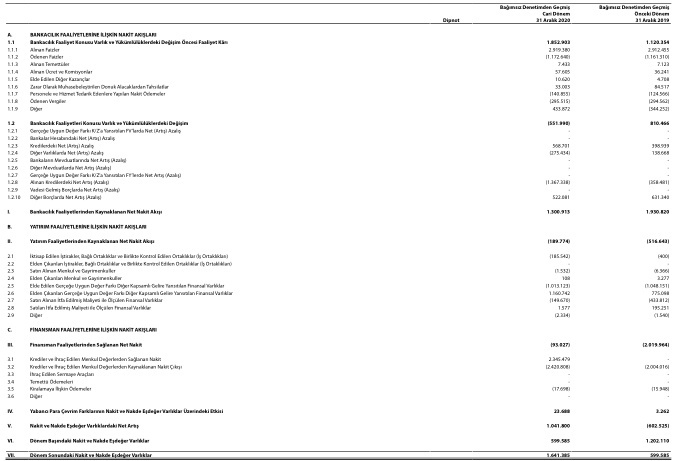 Bağımsız Denetimden Geçmiş Bağımsız Denetimden Geçmiş
Cari Dönem Önceki Dönem
Dipnot 31 Aralık 2020 31 Aralık 2019
A. BANKACILIK FAALİYETLERİNE İLİŞKİN NAKİT AKIŞLARI
1.1 Bankacılık Faaliyet Konusu Varlık ve Yükümlülüklerdeki Değişim Öncesi Faaliyet Kârı 1.852.903 1.120.354
1.1.1 Alınan Faizler 2.919.380 2.912.455
1.1.2 Ödenen Faizler (1.172.640) (1.161.310)
1.1.3 Alınan Temettüler 7.433 7.123
1.1.4 Alınan Ücret ve Komisyonlar 57.605 36.241
1.1.5 Elde Edilen Diğer Kazançlar 10.620 4.708
1.1.6 Zarar Olarak Muhasebeleştirilen Donuk Alacaklardan Tahsilatlar 33.003 84.517
1.1.7 Personele ve Hizmet Tedarik Edenlere Yapılan Nakit Ödemeler (140.855) (124.566)
1.1.8 Ödenen Vergiler (295.515) (294.562)
1.1.9 Diğer 433.872 (344.252)
1.2 Bankacılık Faaliyetleri Konusu Varlık ve Yükümlülüklerdeki Değişim (551.990) 810.466
1.2.1 Gerçeğe Uygun Değer Farkı K/Z'a Yansıtılan FV'larda Net (Artış) Azalış - -
1.2.2 Bankalar Hesabındaki Net (Artış) Azalış - -
1.2.3 Kredilerdeki Net (Artış) Azalış 568.701 398.939
1.2.4 Diğer Varlıklarda Net (Artış) Azalış (275.434) 138.668
1.2.5 Bankaların Mevduatlarında Net Artış (Azalış) - -
1.2.6 Diğer Mevduatlarda Net Artış (Azalış) - -
1.2.7 Gerçeğe Uygun Değer Farkı K/Z'a Yansıtılan FY'lerde Net Artış (Azalış) - -
1.2.8 Alınan Kredilerdeki Net Artış (Azalış) (1.367.338) (358.481)
1.2.9 Vadesi Gelmiş Borçlarda Net Artış (Azalış) - -
1.2.10 Diğer Borçlarda Net Artış (Azalış) 522.081 631.340
I. Bankacılık Faaliyetlerinden Kaynaklanan Net Nakit Akışı 1.300.913 1.930.820
B. YATIRIM FAALİYETLERİNE İLİŞKİN NAKİT AKIŞLARI
II. Yatırım Faaliyetlerinden Kaynaklanan Net Nakit Akışı (189.774) (516.643)
2.1 İktisap Edilen İştirakler, Bağlı Ortaklıklar ve Birlikte Kontrol Edilen Ortaklıklar (İş Ortaklıkları) (185.542) (400)
2.2 Elden Çıkarılan İştirakler, Bağlı Ortaklıklar ve Birlikte Kontrol Edilen Ortaklıklar (İş Ortaklıkları) - -
2.3 Satın Alınan Menkul ve Gayrimenkuller (1.532) (6.366)
2.4 Elden Çıkarılan Menkul ve Gayrimenkuller 108 3.277
2.5 Elde Edilen Gerçeğe Uygun Değer Farkı Diğer Kapsamlı Gelire Yansıtılan Finansal Varlıklar (1.013.123) (1.048.151)
2.6 Elden Çıkarılan Gerçeğe Uygun Değer Farkı Diğer Kapsamlı Gelire Yansıtılan Finansal Varlıklar 1.160.742 775.098
2.7 Satın Alınan İtfa Edilmiş Maliyeti ile Ölçülen Finansal Varlıklar (149.670) (433.812)
2.8 Satılan İtfa Edilmiş Maliyeti ile Ölçülen Finansal Varlıklar 1.577 195.251
2.9 Diğer (2.334) (1.540)
C. FİNANSMAN FAALİYETLERİNE İLİŞKİN NAKİT AKIŞLARI
III. Finansman Faaliyetlerinden Sağlanan Net Nakit (93.027) (2.019.964)
3.1 Krediler ve İhraç Edilen Menkul Değerlerden Sağlanan Nakit 2.345.479 -
3.2 Krediler ve İhraç Edilen Menkul Değerlerden Kaynaklanan Nakit Çıkışı (2.420.808) (2.004.016)
3.3 İhraç Edilen Sermaye Araçları - -
3.4 Temettü Ödemeleri - -
3.5 Kiralamaya İlişkin Ödemeler (17.698) (15.948)
3.6 Diğer - -
IV. Yabancı Para Çevrim Farklarının Nakit ve Nakde Eşdeğer Varlıklar Üzerindeki Etkisi 23.688 3.262
V. Nakit ve Nakde Eşdeğer Varlıklardaki Net Artış 1.041.800 (602.525)
VI. Dönem Başındaki Nakit ve Nakde Eşdeğer Varlıklar 599.585 1.202.110
VII. Dönem Sonundaki Nakit ve Nakde Eşdeğer Varlıklar 1.641.385 599.585